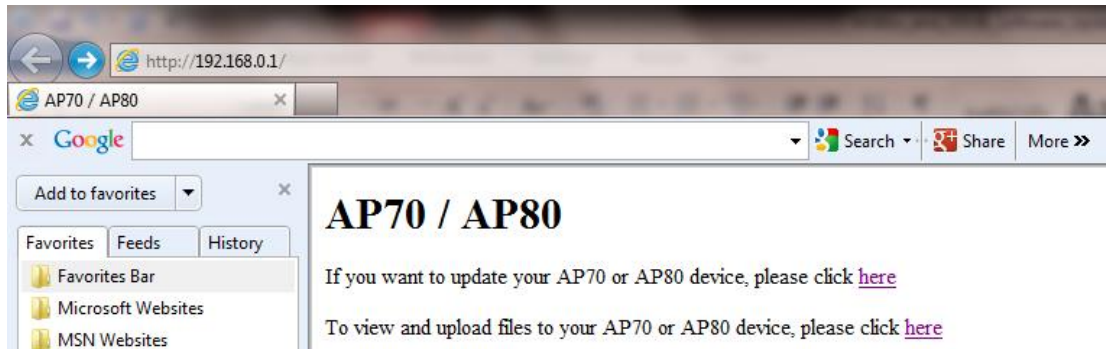 http://192.168.0.1/
AP70 / AP80
x Google Search Share More »
Add to favorites
Favorites Feeds History
Favorites Bar
Microsoft Websites
MSN Websites
AP70 / AP80
If you want to update your AP70 or AP80 device, please click here
To view and upload files to your AP70 or AP80 device, please click here